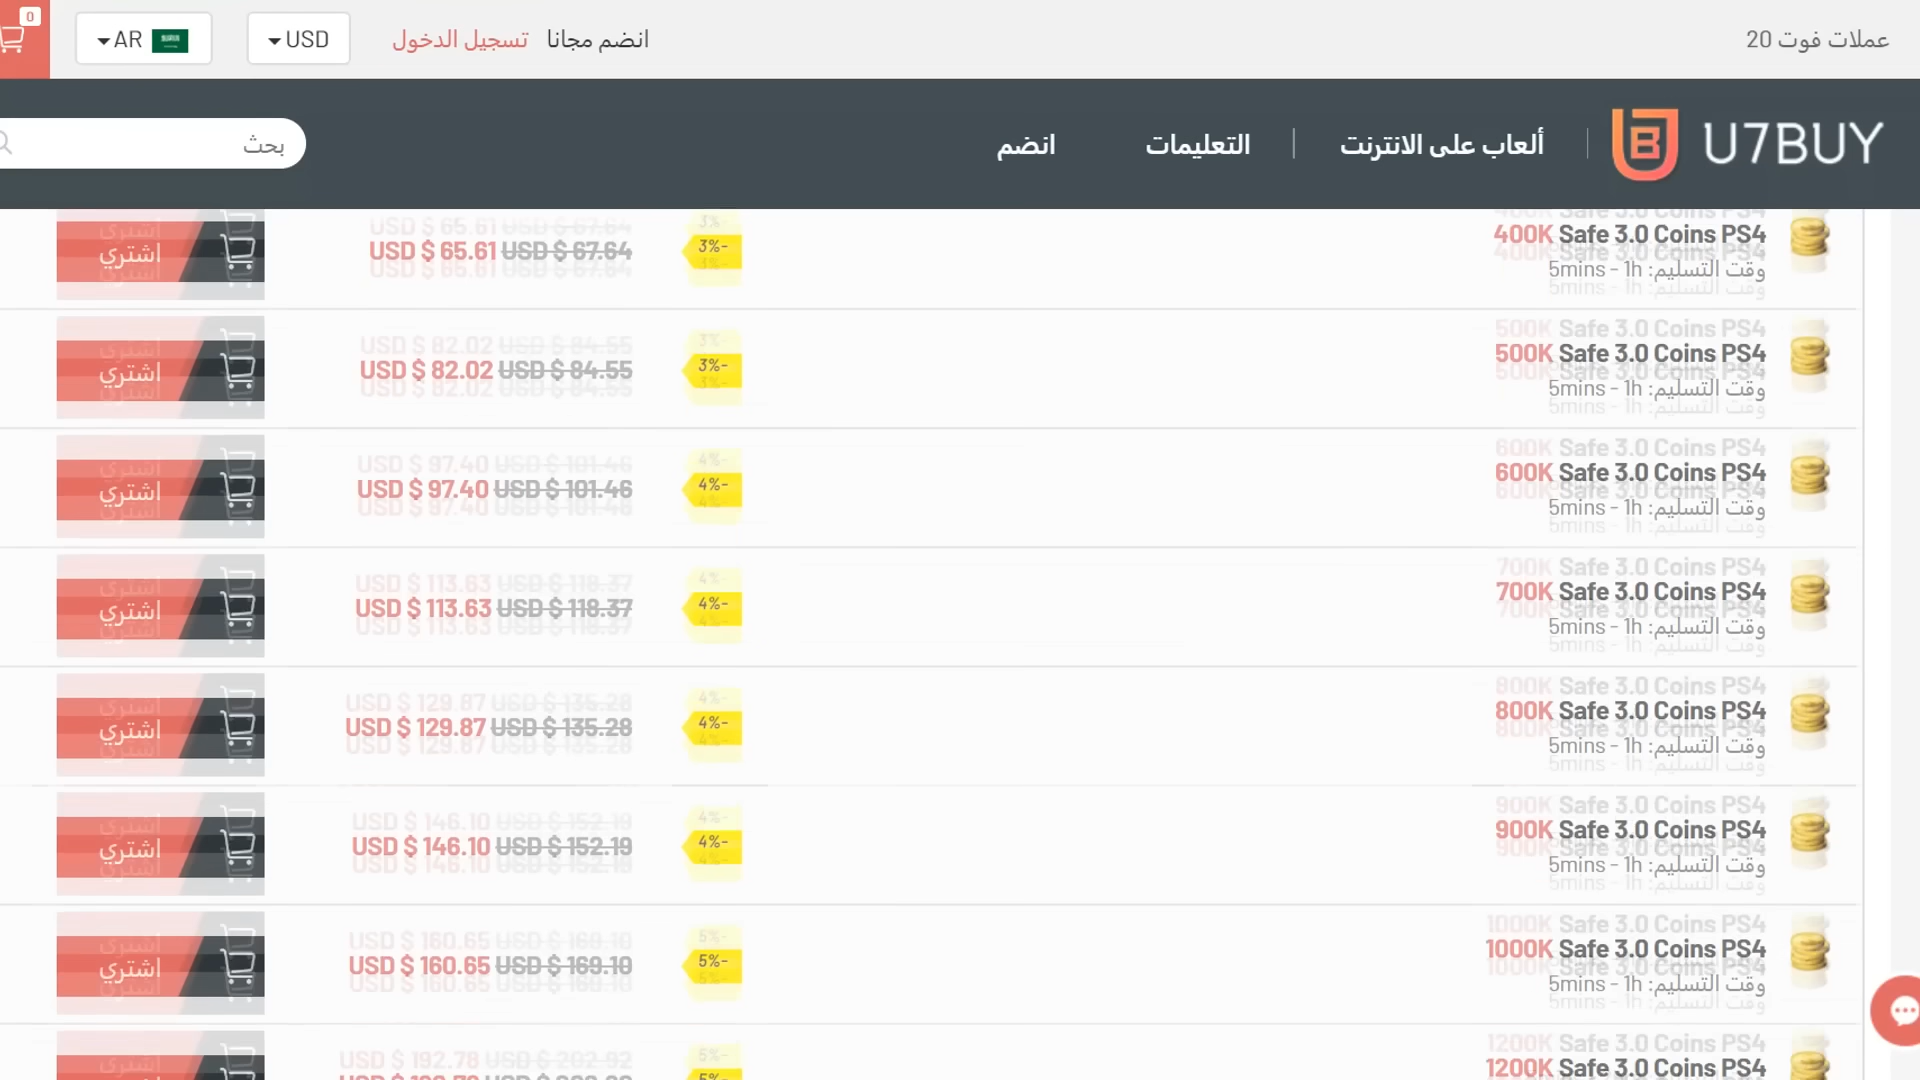 عملات فوت 20
انضم مجانا
تسجيل الدخول
USD
AR
0
U7BUY
ألعاب على الانترنت
التعليمات
انضم
بحث
400K Safe 3.0 Coins PS4
وقت التسليم: 5mins - 1h
3%-
USD $ 65.61 USD $ 67.64
اشتري
500K Safe 3.0 Coins PS4
وقت التسليم: 5mins - 1h
3%-
USD $ 82.02 USD $ 84.55
اشتري
600K Safe 3.0 Coins PS4
وقت التسليم: 5mins - 1h
4%-
USD $ 97.40 USD $ 101.46
اشتري
700K Safe 3.0 Coins PS4
وقت التسليم: 5mins - 1h
4%-
USD $ 113.63 USD $ 118.37
اشتري
800K Safe 3.0 Coins PS4
وقت التسليم: 5mins - 1h
4%-
USD $ 129.87 USD $ 135.28
اشتري
900K Safe 3.0 Coins PS4
وقت التسليم: 5mins - 1h
4%-
USD $ 146.10 USD $ 152.19
اشتري
1000K Safe 3.0 Coins PS4
وقت التسليم: 5mins - 1h
5%-
USD $ 160.65 USD $ 169.10
اشتري
1200K Safe 3.0 Coins PS4
5%-
USD $ 192.78 USD $ 202.92